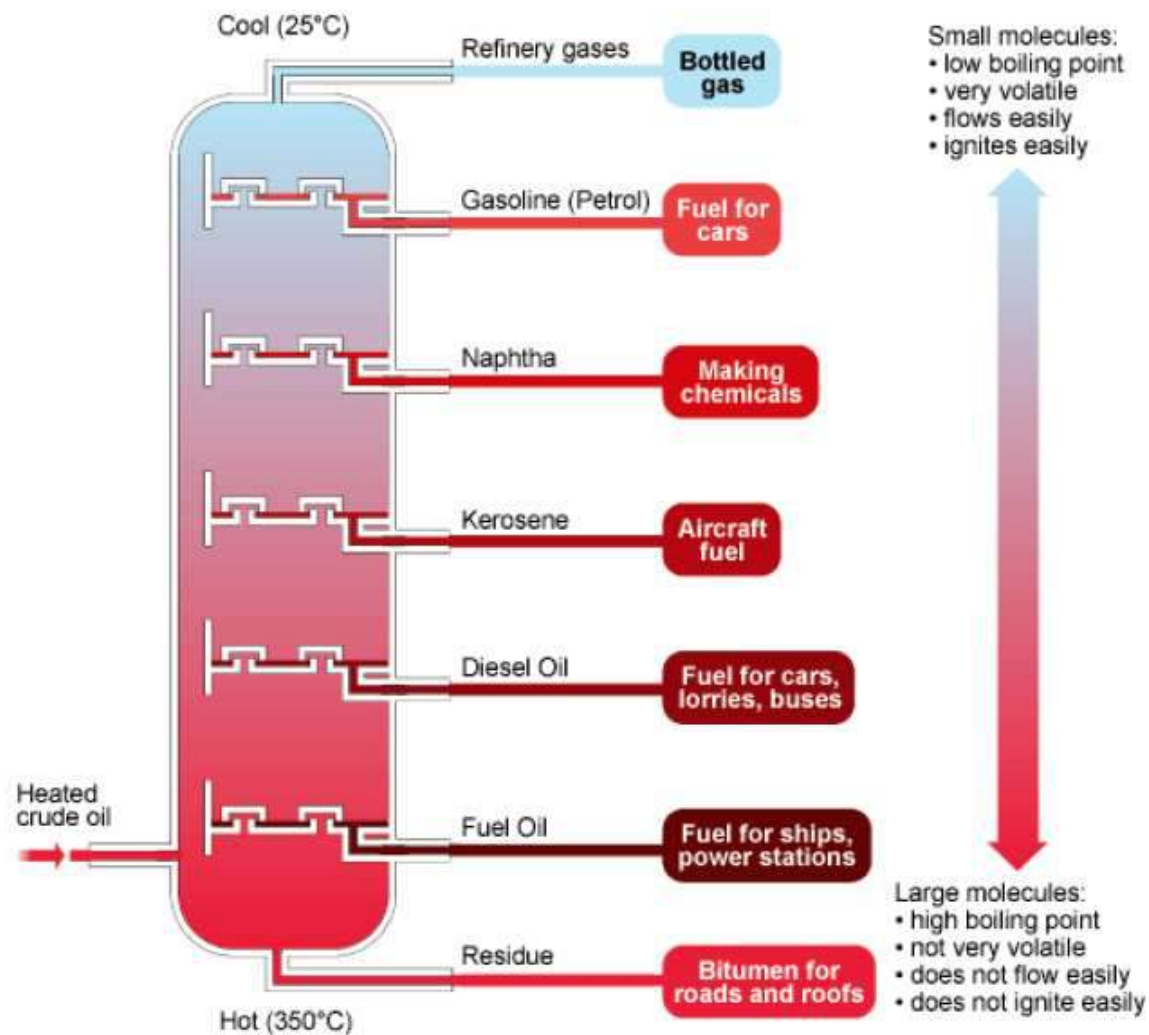 Cool (25°C)
Refinery gases
Bottled
gas
Small molecules:
• low boiling point
• very volatile
• flows easily
• ignites easily
Gasoline (Petrol)
Fuel for
cars
Naphtha
Making
chemicals
Kerosene
Aircraft
fuel
Diesel Oil
Fuel for cars,
lorries, buses
Heated
crude oil
Fuel Oil
Fuel for ships,
power stations
Large molecules:
• high boiling point
• not very volatile
• does not flow easily
• does not ignite easily
Residue
Bitumen for
roads and roofs
Hot (350°C)